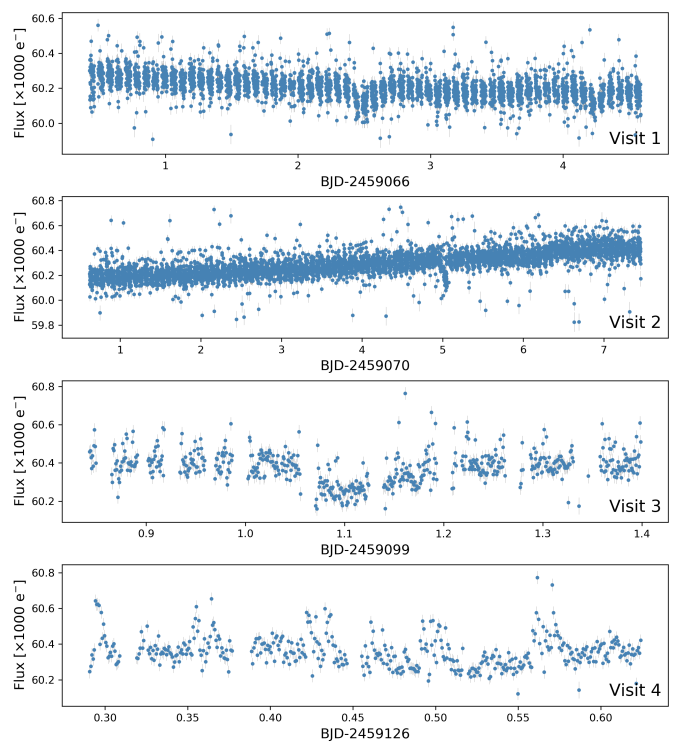 60.6
60.4
60.2
60.0
Flux [×1000 e⁻]
Visit 1
1 2 3 4
BJD-2459066
60.8
60.6
60.4
60.2
60.0
59.8
Flux [×1000 e⁻]
Visit 2
1 2 3 4 5 6 7
BJD-2459070
60.8
60.6
60.4
60.2
Flux [×1000 e⁻]
Visit 3
0.9 1.0 1.1 1.2 1.3 1.4
BJD-2459099
60.8
60.6
60.4
60.2
Flux [×1000 e⁻]
Visit 4
0.30 0.35 0.40 0.45 0.50 0.55 0.60
BJD-2459126